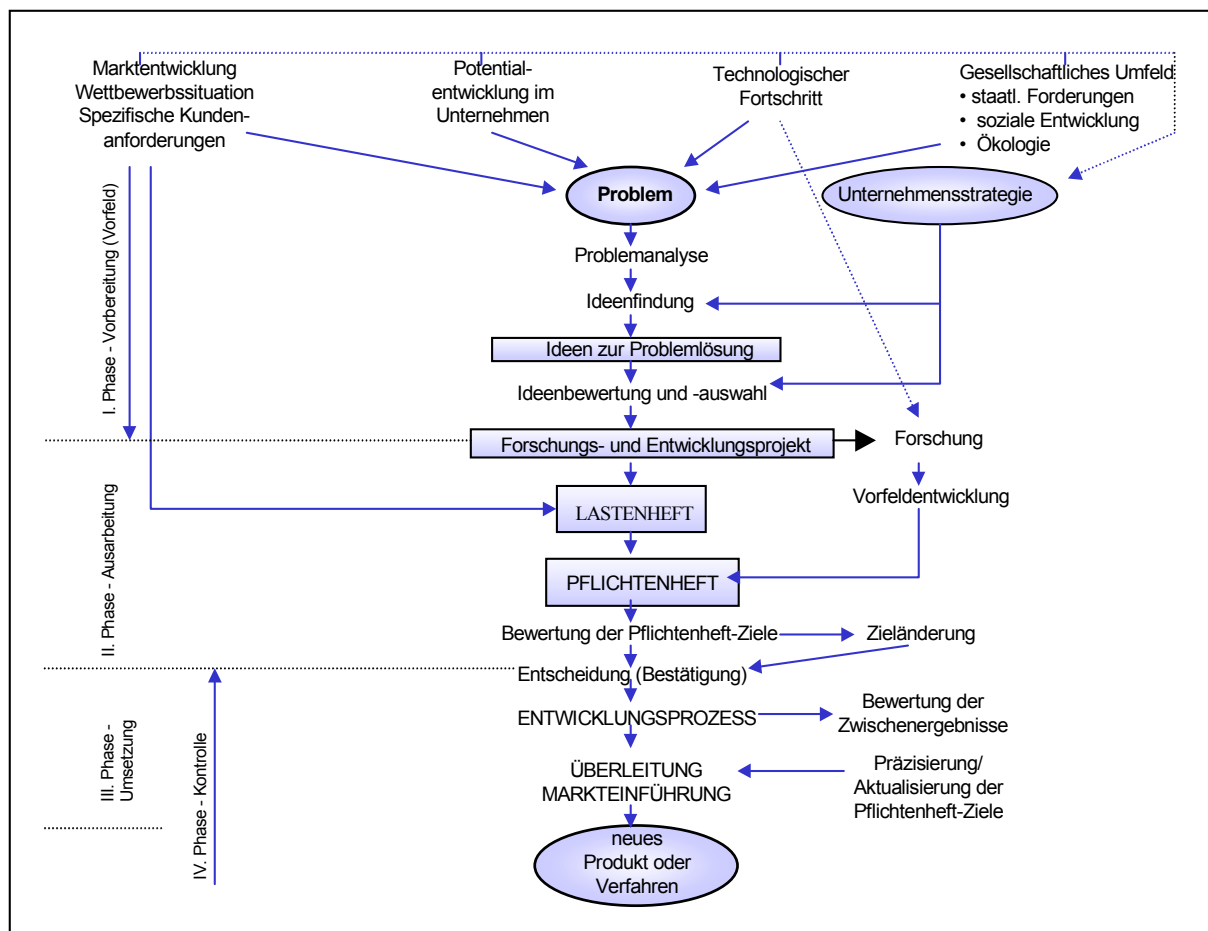 Marktentwicklung
Wettbewerbssituation
Spezifische Kunden-
anforderungen
Potential-
entwicklung im
Unternehmen
Technologischer
Fortschritt
Gesellschaftliches Umfeld
• staatl. Forderungen
• soziale Entwicklung
• Ökologie
Problem
Unternehmensstrategie
Problemanalyse
Ideenfindung
Ideen zur Problemlösung
Ideenbewertung und -auswahl
I. Phase - Vorbereitung (Vorfeld)
Forschungs- und Entwicklungsprojekt
Forschung
LASTENHEFT
Vorfeldentwicklung
PFLICHTENHEFT
II. Phase - Ausarbeitung
Bewertung der Pflichtenheft-Ziele
Zieländerung
Entscheidung (Bestätigung)
ENTWICKLUNGSPROZESS
Bewertung der
Zwischenergebnisse
III. Phase-
Umsetzung
IV. Phase - Kontrolle
ÜBERLEITUNG
MARKTEINFÜHRUNG
Präzisierung/
Aktualisierung der
Pflichtenheft-Ziele
neues
Produkt oder
Verfahren